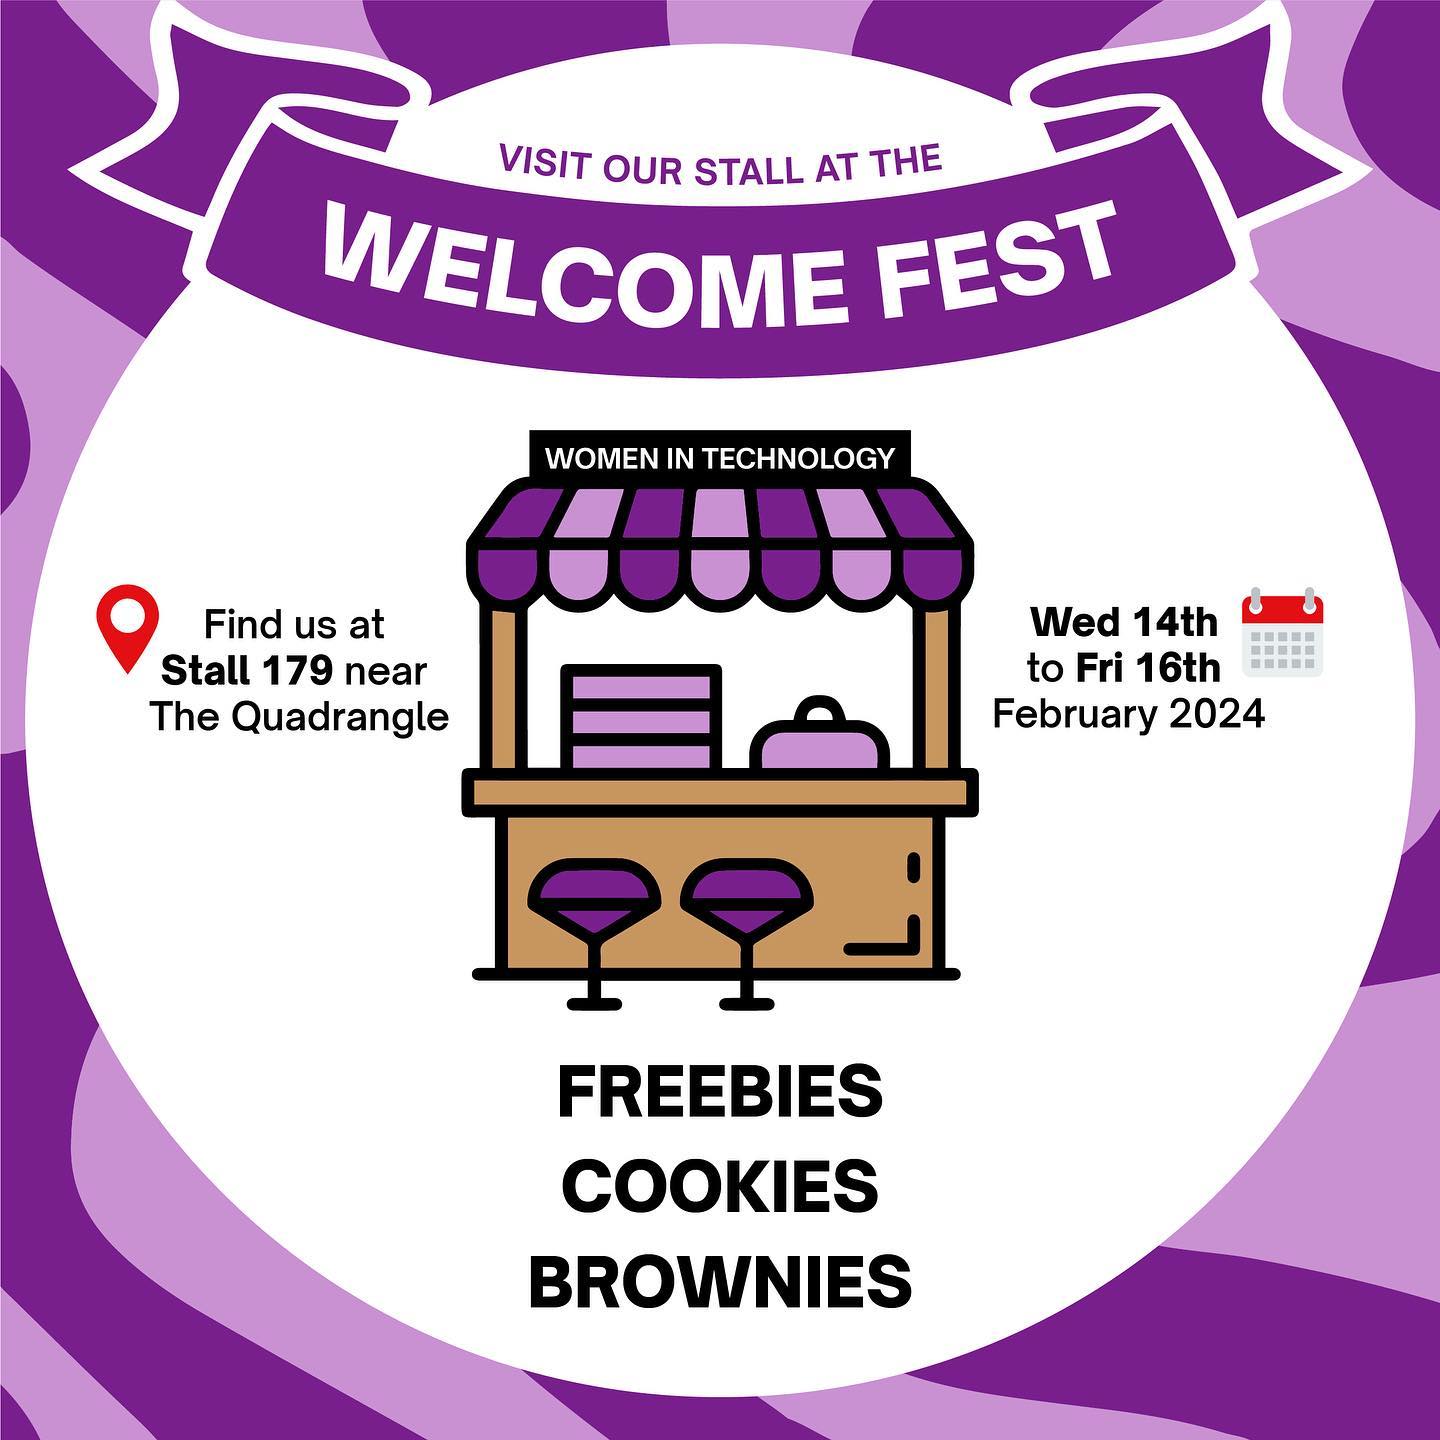 VISIT OUR STALL AT THE
WELCOME FEST
WOMEN IN TECHNOLOGY
Find us at
Stall 179 near
The Quadrangle
Wed 14th
to Fri 16th
February 2024
FREEBIES
COOKIES
BROWNIES